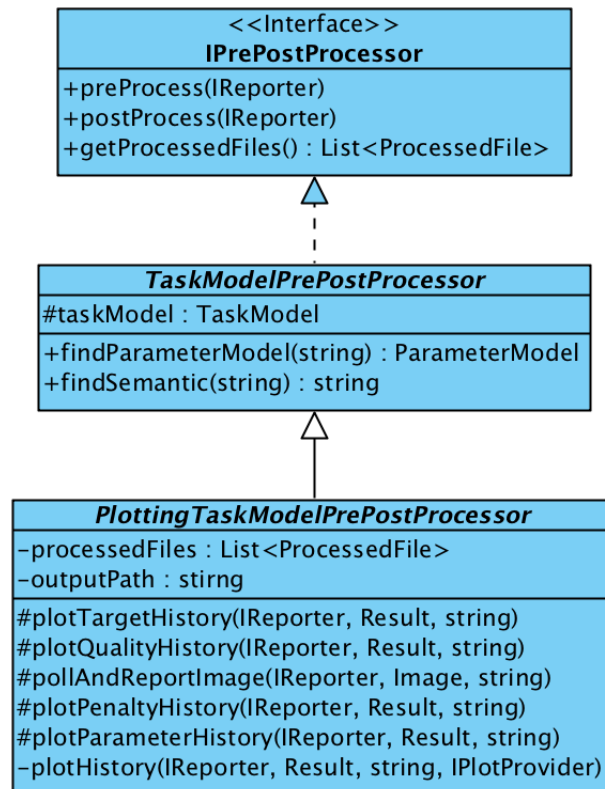 <<Interface>>
IPrePostProcessor
+preProcess(IReporter)
+postProcess(IReporter)
+getProcessedFiles() : List<ProcessedFile>
TaskModelPrePostProcessor
#taskModel : TaskModel
+findParameterModel(string) : ParameterModel
+findSemantic(string) : string
PlottingTaskModelPrePostProcessor
-processedFiles : List<ProcessedFile>
-outputPath : stirng
#plotTargetHistory(IReporter, Result, string)
#plotQualityHistory(IReporter, Result, string)
#pollAndReportImage(IReporter, Image, string)
#plotPenaltyHistory(IReporter, Result, string)
#plotParameterHistory(IReporter, Result, string)
-plotHistory(IReporter, Result, string, IPlotProvider)